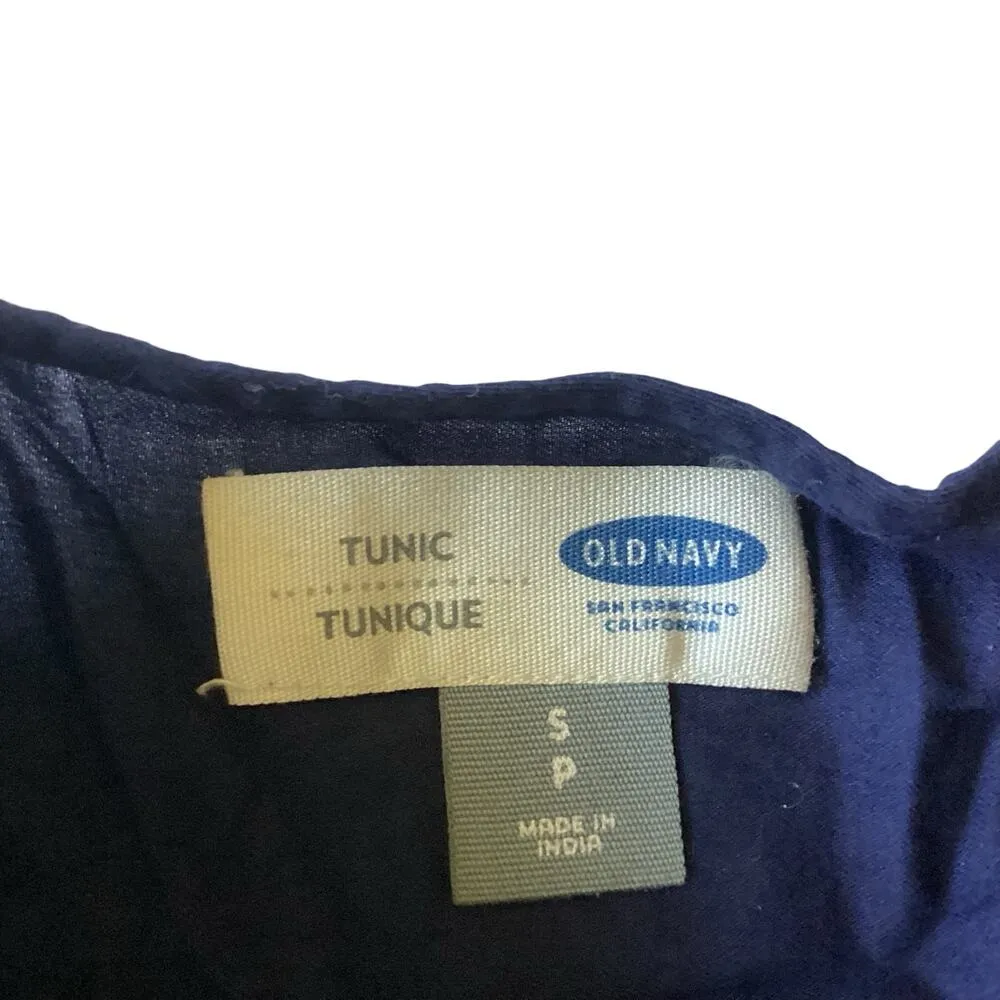 TUNIC
TUNIQUE
OLD NAVY
SAN FRANCISCO
CALIFORNIA
S
P
MADE IN
INDIA